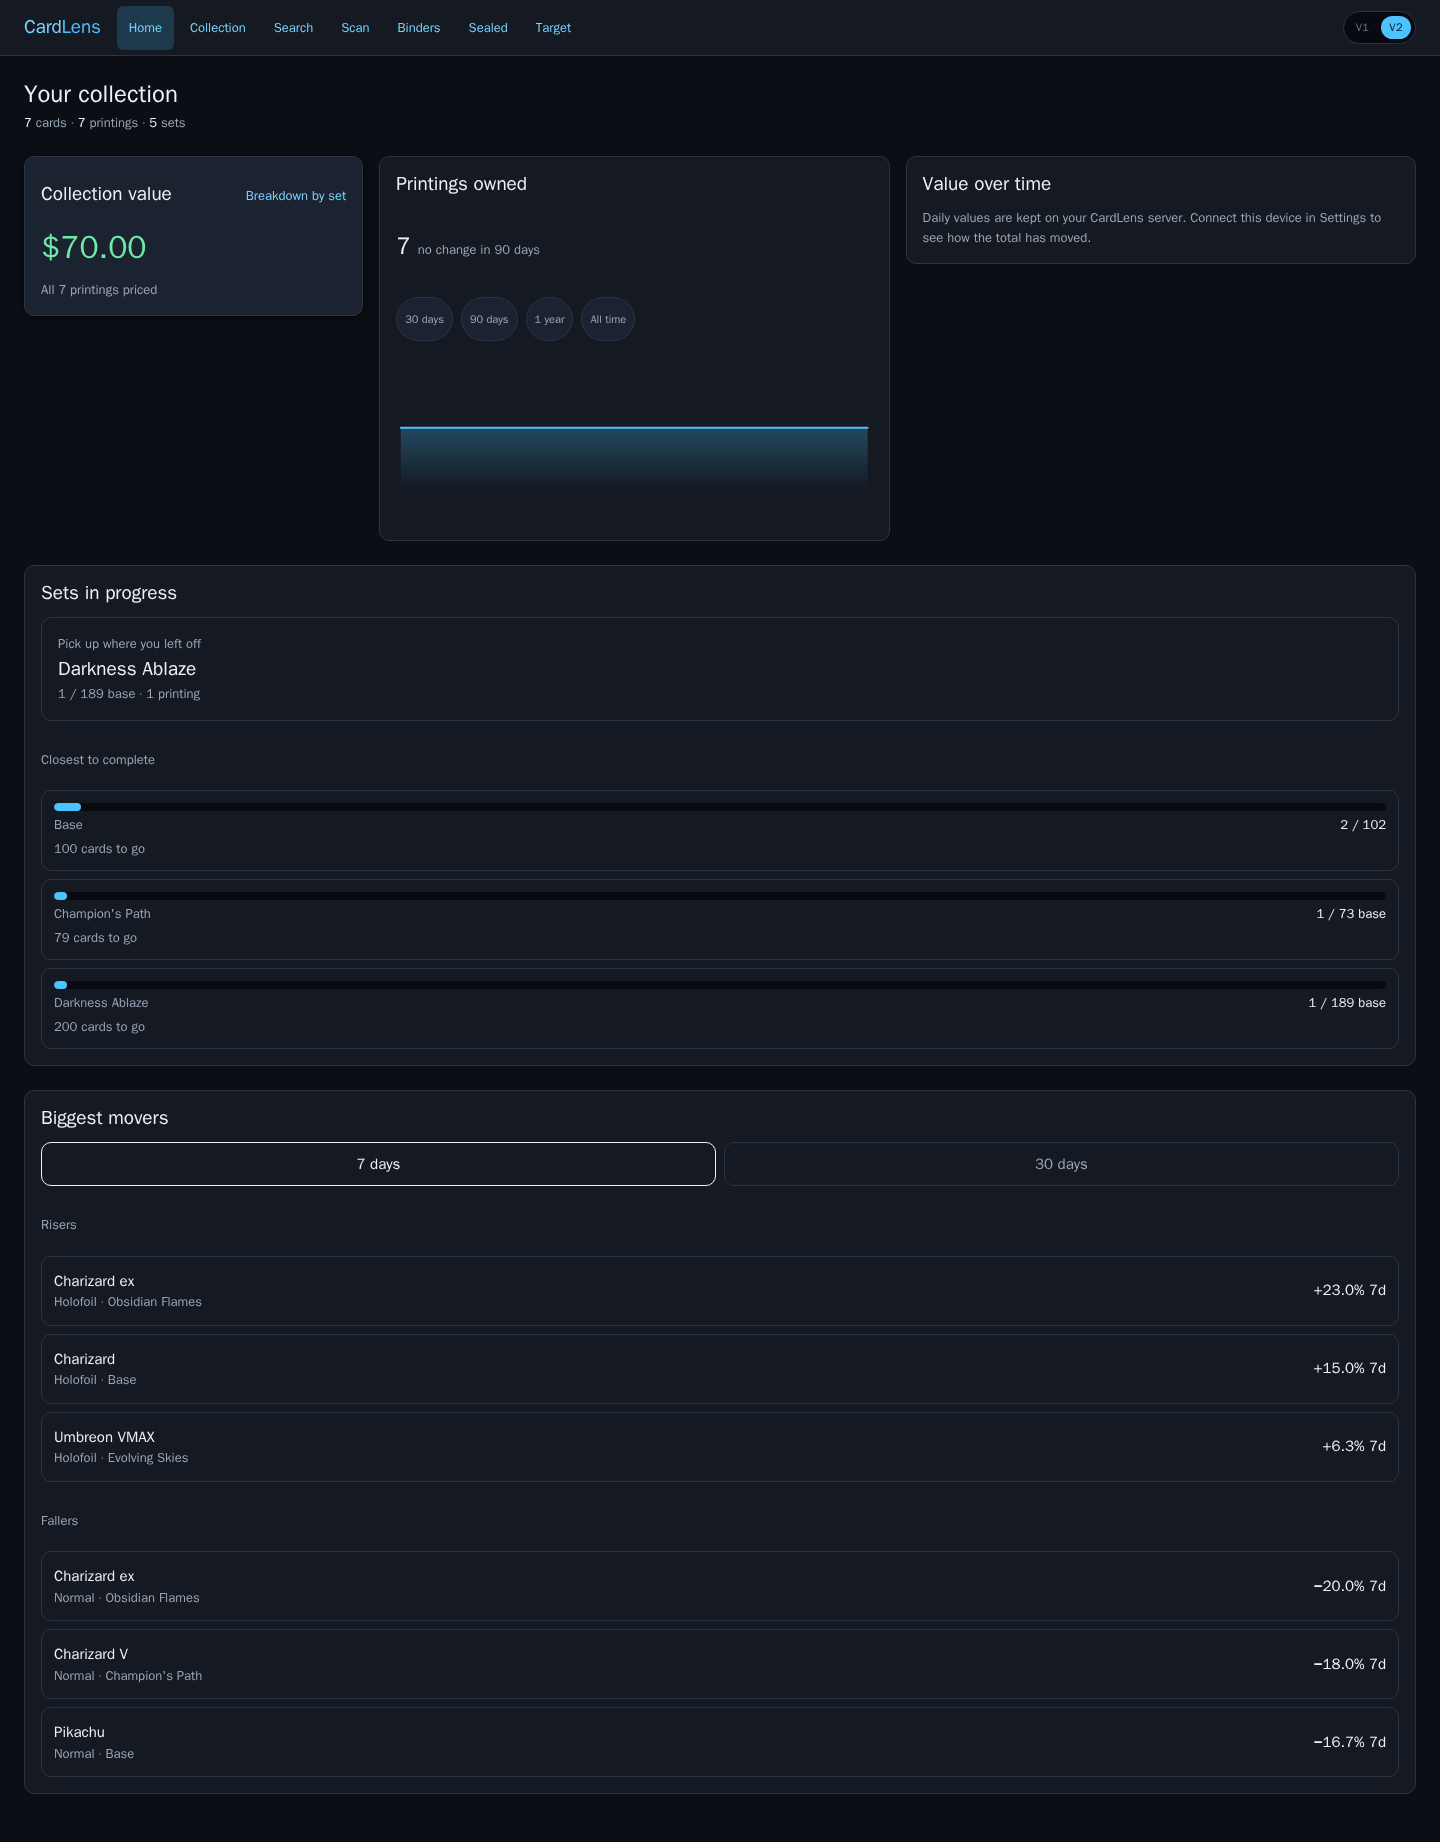 CardLens Home Collection Search Scan Binders Sealed Target V1 V2
Your collection
7 cards · 7 printings · 5 sets
Collection value Breakdown by set
$70.00
All 7 printings priced
Printings owned
7 no change in 90 days
30 days 90 days 1 year All time
Value over time
Daily values are kept on your CardLens server. Connect this device in Settings to
see how the total has moved.
Sets in progress
Pick up where you left off
Darkness Ablaze
1 / 189 base · 1 printing
Closest to complete
Base 2 / 102
100 cards to go
Champion's Path 1 / 73 base
79 cards to go
Darkness Ablaze 1 / 189 base
200 cards to go
Biggest movers
7 days 30 days
Risers
Charizard ex
Holofoil · Obsidian Flames
+23.0% 7d
Charizard
Holofoil · Base
+15.0% 7d
Umbreon VMAX
Holofoil · Evolving Skies
+6.3% 7d
Fallers
Charizard ex
Normal · Obsidian Flames
−20.0% 7d
Charizard V
Normal · Champion's Path
−18.0% 7d
Pikachu
Normal · Base
−16.7% 7d